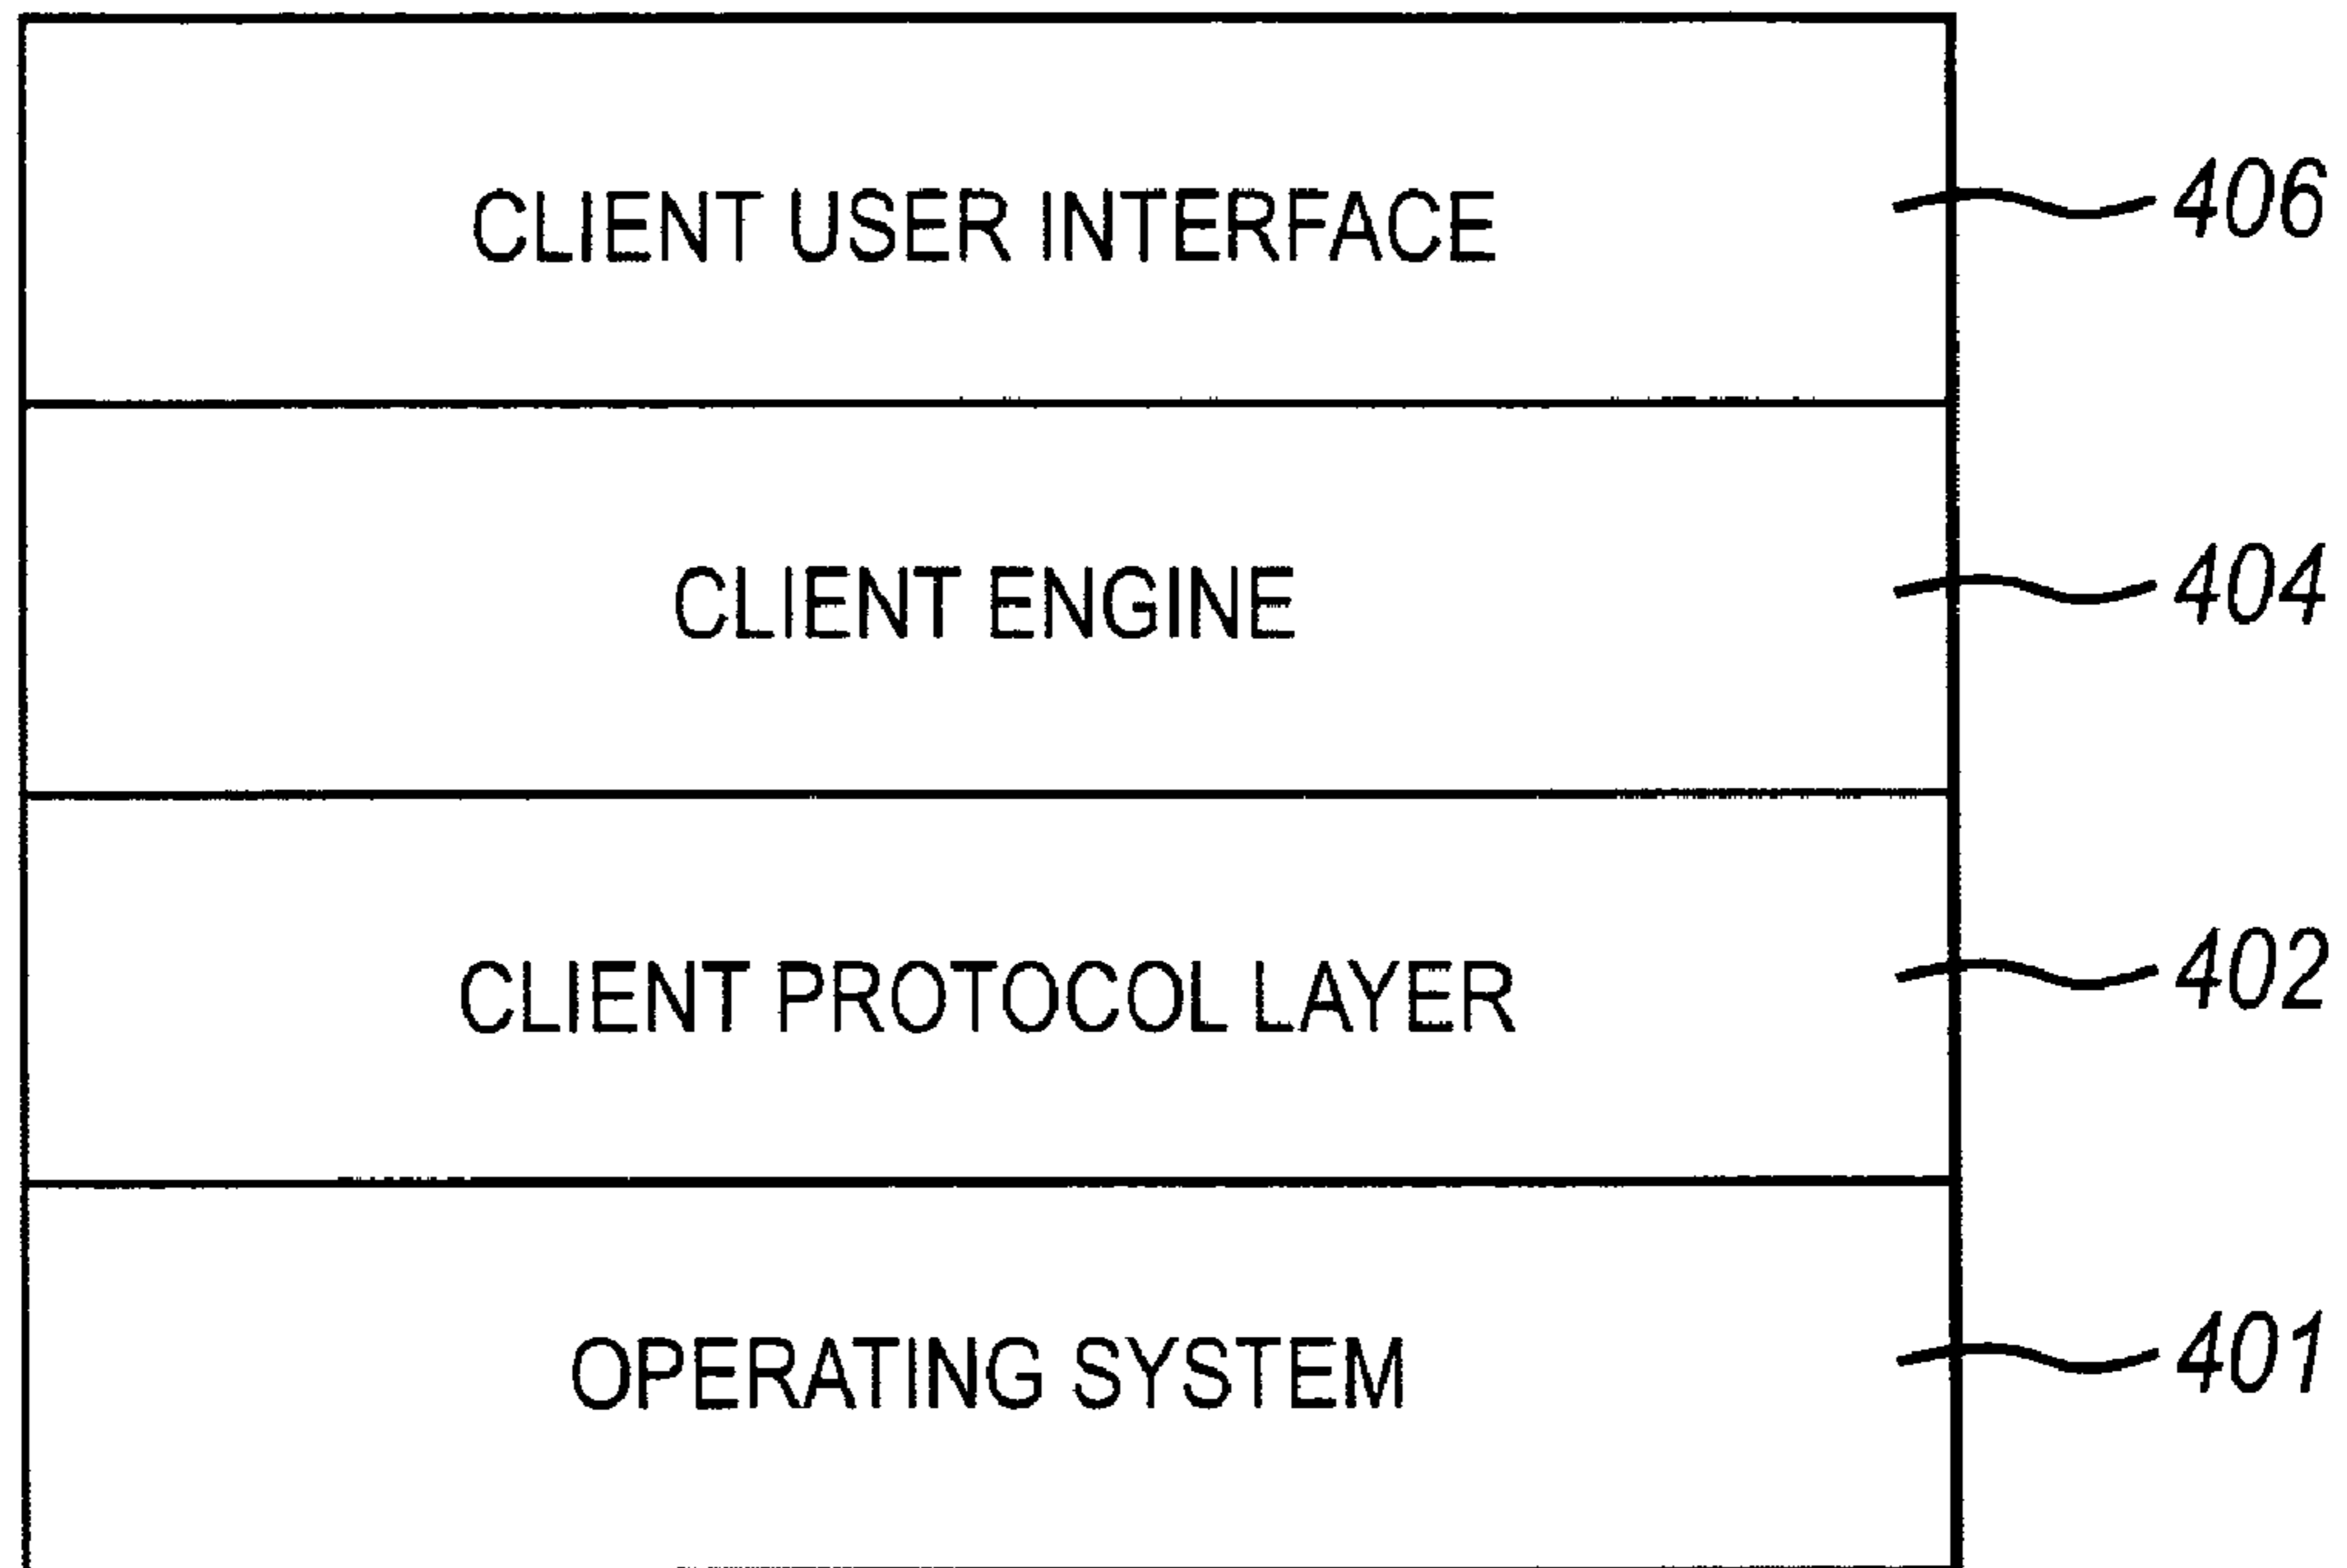 CLIENT USER INTERFACE
406
CLIENT ENGINE
404
CLIENT PROTOCOL LAYER
402
OPERATING SYSTEM
401